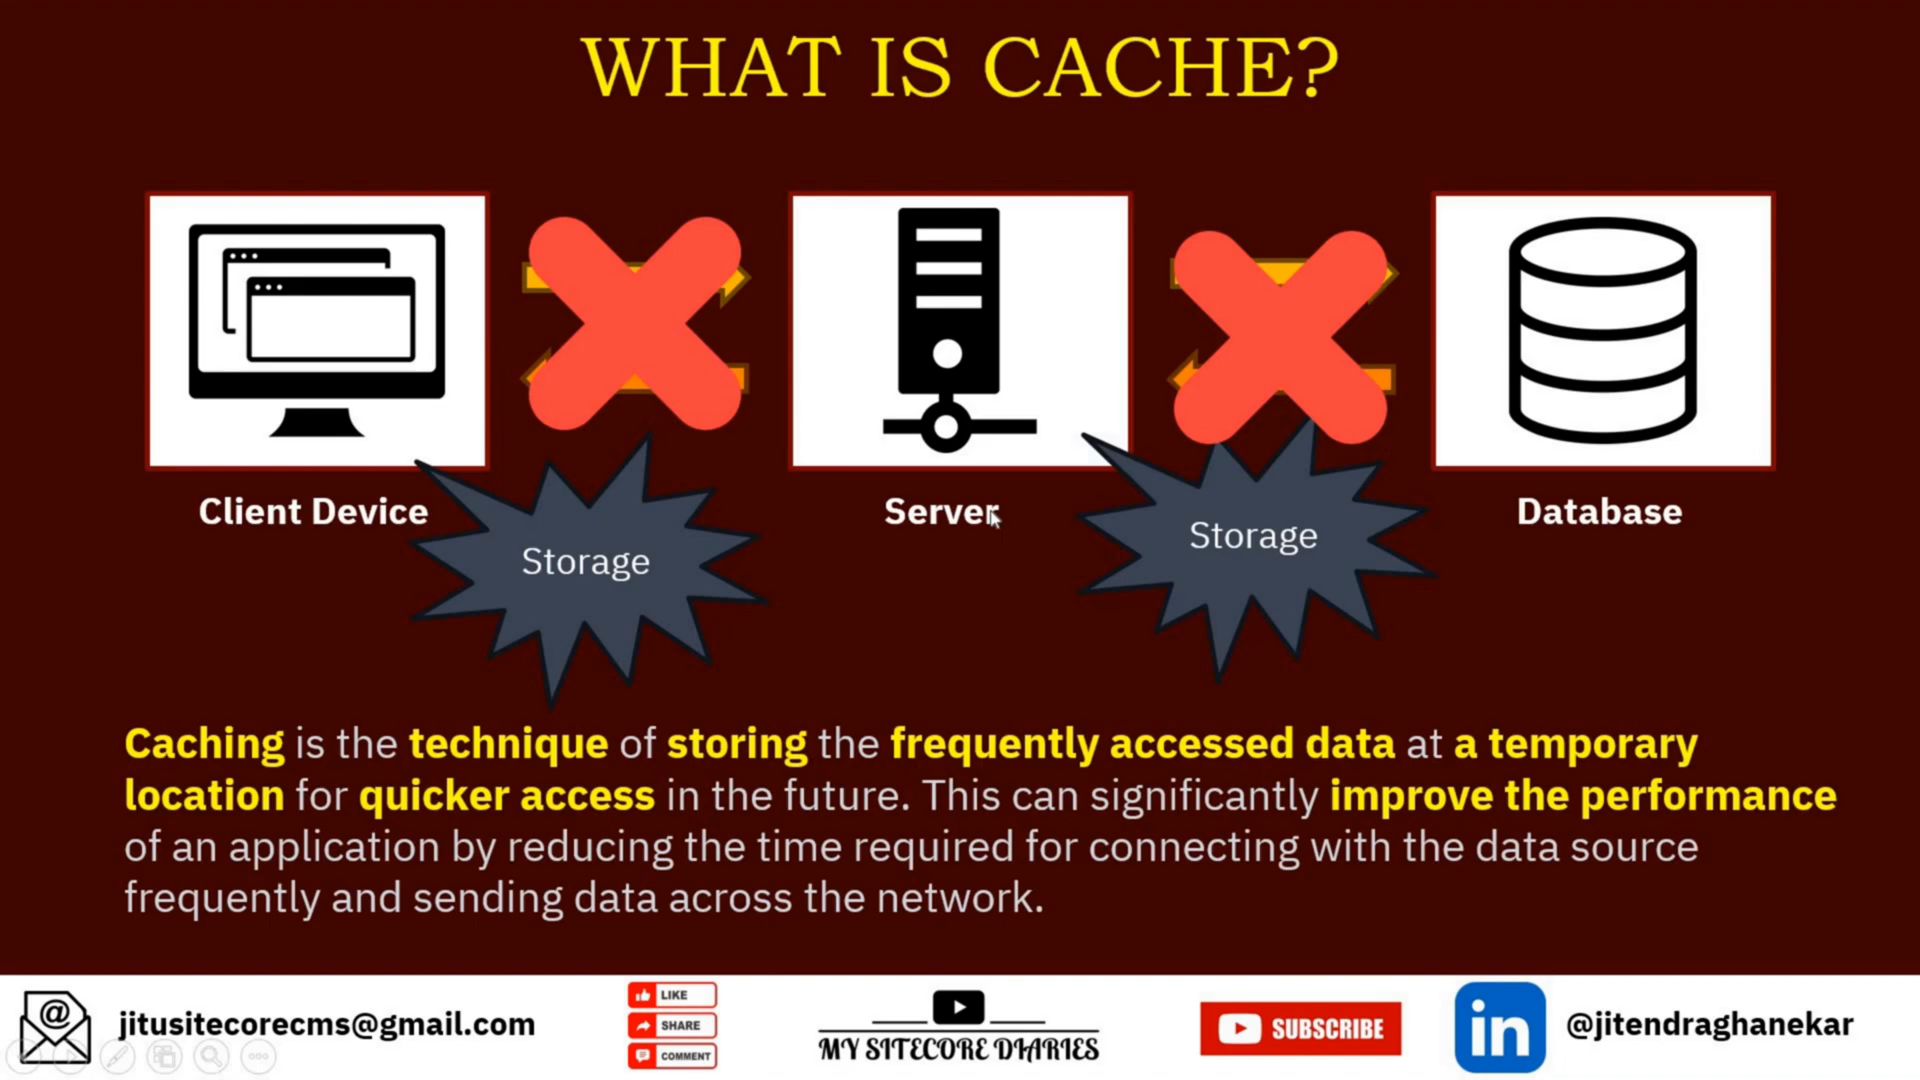 WHAT IS CACHE?
Client Device
Server
Database
Storage
Storage
Caching is the technique of storing the frequently accessed data at a temporary
location for quicker access in the future. This can significantly improve the performance
of an application by reducing the time required for connecting with the data source
frequently and sending data across the network.
@
jitusitecorecms@gmail.com
LIKE
SHARE
COMMENT
MY SITECORE DIARIES
SUBSCRIBE
in
@jitendraghanekar